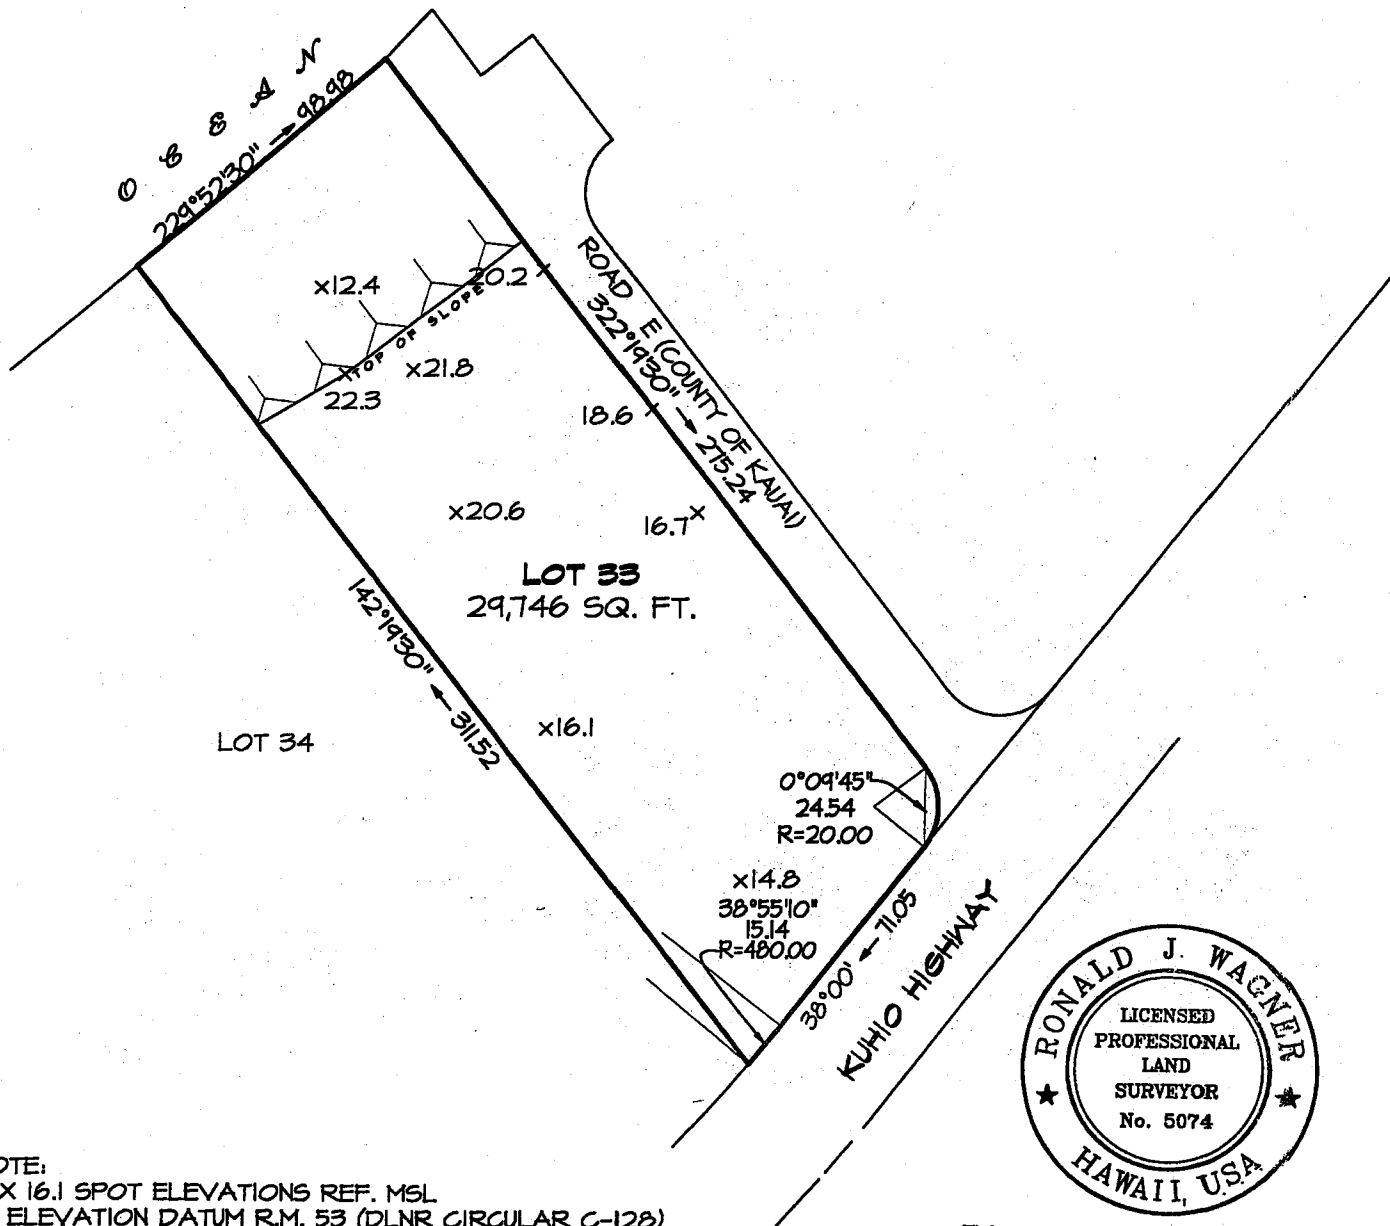 OCEAN
229°52'30" → 98.98
x12.4
20.2
TOP OF SLOPE
x21.8
22.3
ROAD E (COUNTY OF KAUAI)
322°19'30" → 275.24
18.6
x20.6
16.7x
LOT 33
29,746 SQ. FT.
142°19'30" ← 311.52
LOT 34
x16.1
0°09'45"
24.54
R=20.00
x14.8
38°55'10"
15.14
R=480.00
38°00' ← 71.05
KUHIO HIGHWAY
RONALD J. WAGNER
LICENSED
PROFESSIONAL
LAND
SURVEYOR
No. 5074
★ HAWAII, U.S.A. ★
OTE:
X 16.1 SPOT ELEVATIONS REF. MSL
ELEVATION DATUM R.M. 53 (DLNR CIRCULAR C-128)